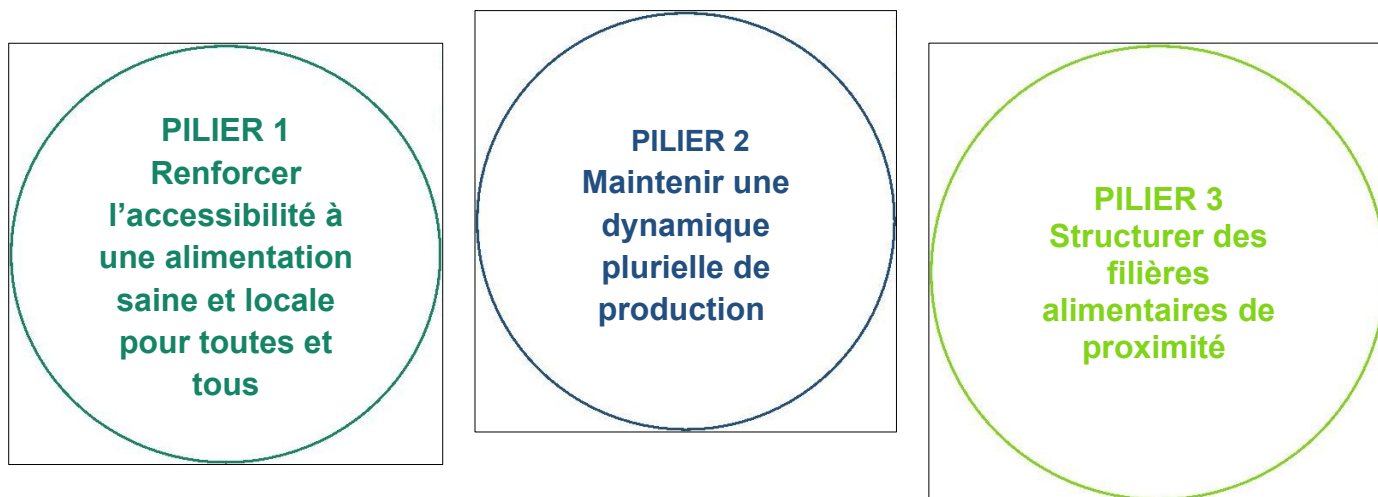 PILIER 1
Renforcer
l’accessibilité à
une alimentation
saine et locale
pour toutes et
tous
PILIER 2
Maintenir une
dynamique
plurielle de
production
PILIER 3
Structurer des
filières
alimentaires de
proximité